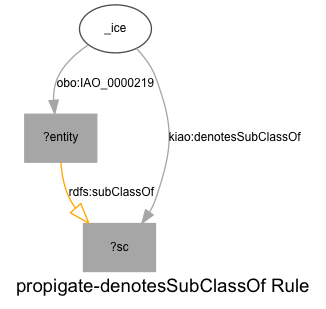 _ice
obo:IAO_0000219
?entity
kiao:denotesSubClassOf
rdfs:subClassOf
?sc
propigate-denotesSubClassOf Rule